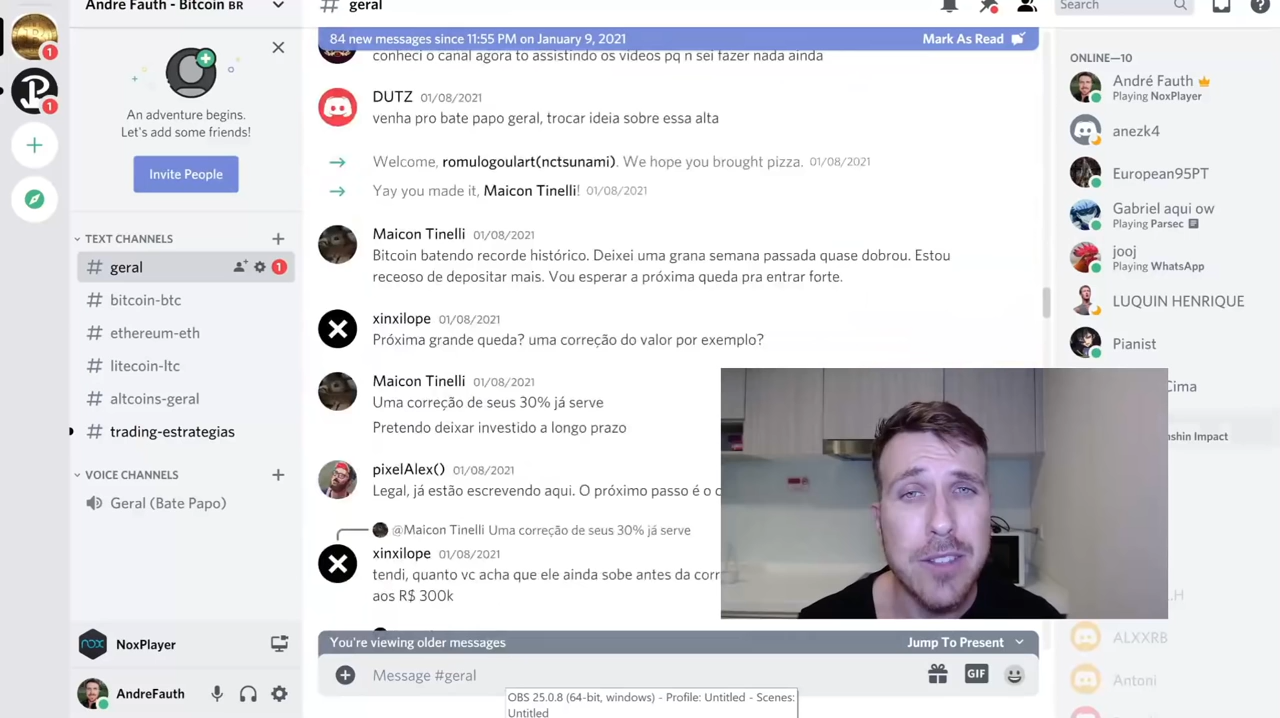 Andre Fauth - Bitcoin BR
1
1
An adventure begins.
Let's add some friends!
Invite People
TEXT CHANNELS
geral
1
bitcoin-btc
ethereum-eth
litecoin-ltc
altcoins-geral
trading-estrategias
VOICE CHANNELS
Geral (Bate Papo)
nox
NoxPlayer
AndreFauth
# geral
Search
84 new messages since 11:55 PM on January 9, 2021
Mark As Read
conheci o canal agora to assistindo os videos pq n sei fazer nada ainda
DUTZ 01/08/2021
venha pro bate papo geral, trocar ideia sobre essa alta
Welcome, romulogoulart(nctsunami). We hope you brought pizza. 01/08/2021
Yay you made it, Maicon Tinelli! 01/08/2021
Maicon Tinelli 01/08/2021
Bitcoin batendo recorde histórico. Deixei uma grana semana passada quase dobrou. Estou
receoso de depositar mais. Vou esperar a próxima queda pra entrar forte.
xinxilope 01/08/2021
Próxima grande queda? uma correção do valor por exemplo?
Maicon Tinelli 01/08/2021
Uma correção de seus 30% já serve
Pretendo deixar investido a longo prazo
pixelAlex() 01/08/2021
Legal, já estão escrevendo aqui. O próximo passo é o
@Maicon Tinelli Uma correção de seus 30% já serve
xinxilope 01/08/2021
tendi, quanto vc acha que ele ainda sobe antes da
aos R$ 300k
You're viewing older messages
Jump To Present
Message #geral
GIF
OBS 25.0.8 (64-bit, windows) - Profile: Untitled - Scenes:
Untitled
ONLINE—10
André Fauth
Playing NoxPlayer
anezk4
European95PT
Gabriel aqui ow
Playing Parsec
jooj
Playing WhatsApp
LUQUIN HENRIQUE
Pianist
Cima
Impact
ALXXRB
Antoni